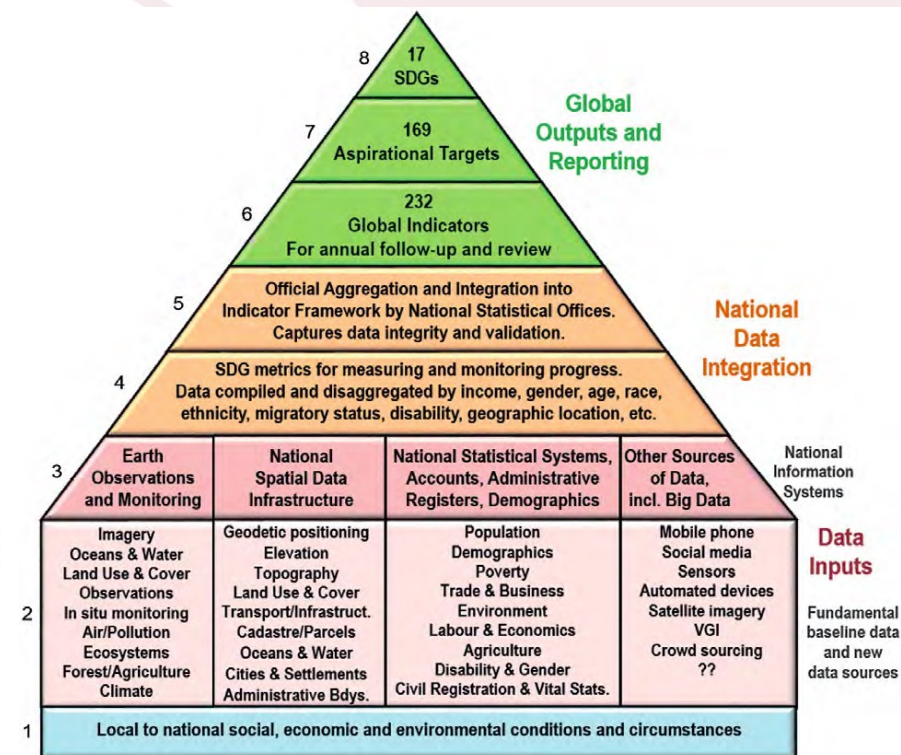 8
17
SDGs
7
169
Aspirational Targets
Global
Outputs and
Reporting
6
232
Global Indicators
For annual follow-up and review
5
Official Aggregation and Integration into
Indicator Framework by National Statistical Offices.
Captures data integrity and validation.
National
Data
Integration
4
SDG metrics for measuring and monitoring progress.
Data compiled and disaggregated by income, gender, age, race,
ethnicity, migratory status, disability, geographic location, etc.
3
Earth
Observations
and Monitoring
National
Spatial Data
Infrastructure
National Statistical Systems,
Accounts, Administrative
Registers, Demographics
Other Sources
of Data,
incl. Big Data
National
Information
Systems
2
Imagery
Oceans & Water
Land Use & Cover
Observations
In situ monitoring
Air/Pollution
Ecosystems
Forest/Agriculture
Climate
Geodetic positioning
Elevation
Topography
Land Use & Cover
Transport/Infrastruct.
Cadastre/Parcels
Oceans & Water
Cities & Settlements
Administrative Bdys.
Population
Demographics
Poverty
Trade & Business
Environment
Labour & Economics
Agriculture
Disability & Gender
Civil Registration & Vital Stats.
Mobile phone
Social media
Sensors
Automated devices
Satellite imagery
VGI
Crowd sourcing
??
Data
Inputs
Fundamental
baseline data
and new
data sources
1
Local to national social, economic and environmental conditions and circumstances